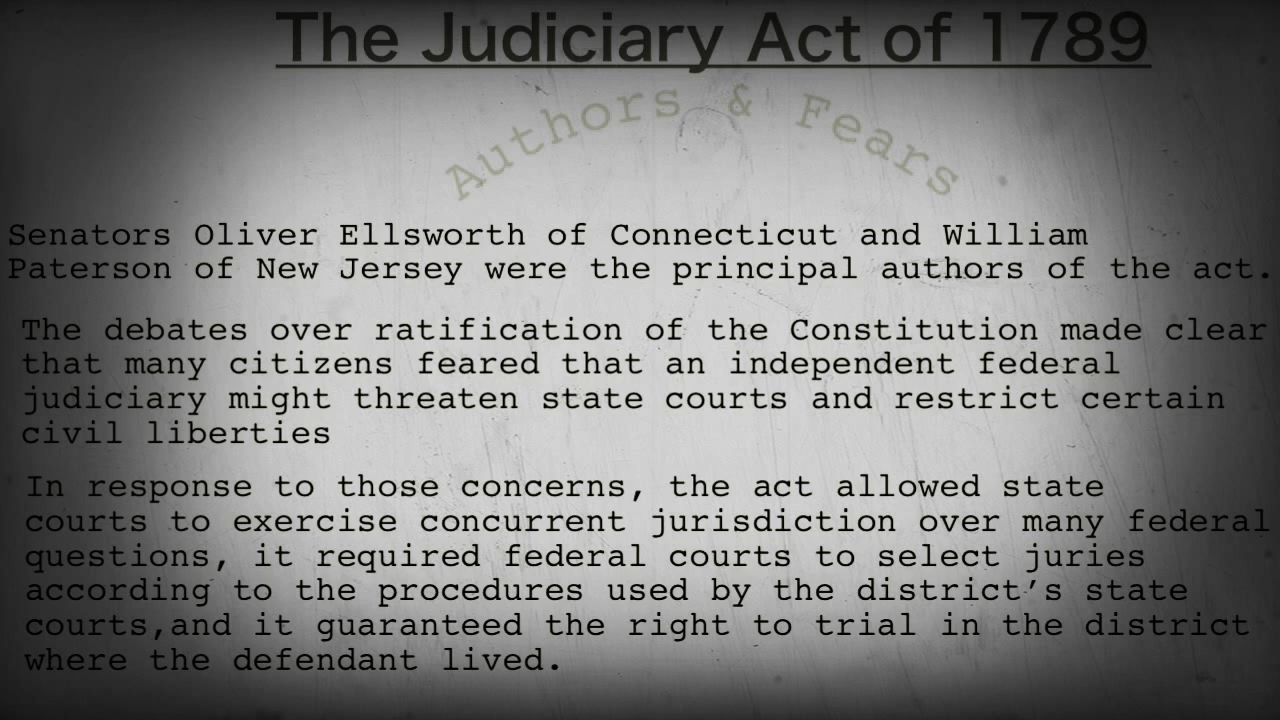 The Judiciary Act of 1789
Authors & Fears
Senators Oliver Ellsworth of Connecticut and William
Paterson of New Jersey were the principal authors of the act.
The debates over ratification of the Constitution made clear
that many citizens feared that an independent federal
judiciary might threaten state courts and restrict certain
civil liberties
In response to those concerns, the act allowed state
courts to exercise concurrent jurisdiction over many federal
questions, it required federal courts to select juries
according to the procedures used by the district’s state
courts,and it guaranteed the right to trial in the district
where the defendant lived.